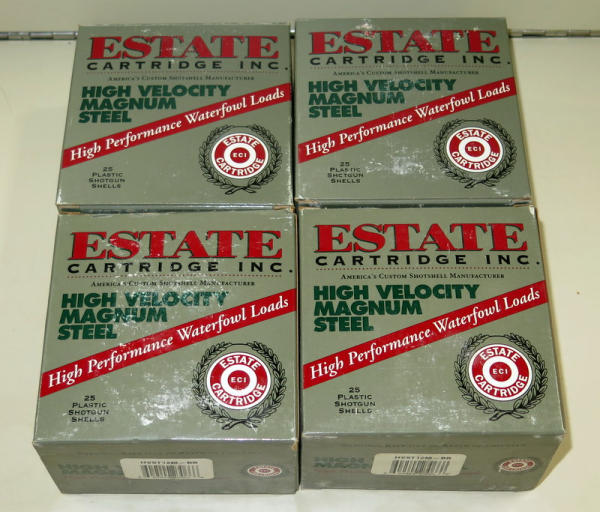 ESTATE
CARTRIDGE INC.
AMERICA'S CUSTOM SHOTSHELL MANUFACTURER
HIGH VELOCITY
MAGNUM
STEEL
High Performance Waterfowl Loads
25
PLASTIC
SHOTGUN
SHELLS
ESTATE
ECI
CARTRIDGE
ESTATE
CARTRIDGE INC.
AMERICA'S CUSTOM SHOTSHELL MANUFACTURER
HIGH VELOCITY
MAGNUM
STEEL
High Performance Waterfowl Loads
25
PLASTIC
SHOTGUN
SHELLS
ESTATE
ECI
CARTRIDGE
ESTATE
CARTRIDGE INC.
AMERICA'S CUSTOM SHOTSHELL MANUFACTURER
HIGH VELOCITY
MAGNUM
STEEL
High Performance Waterfowl Loads
25
PLASTIC
SHOTGUN
SHELLS
ESTATE
ECI
CARTRIDGE
HIGH
MAGNUM
ESTATE
CARTRIDGE INC.
AMERICA'S CUSTOM SHOTSHELL MANUFACTURER
HIGH VELOCITY
MAGNUM
STEEL
High Performance Waterfowl Loads
25
PLASTIC
SHOTGUN
SHELLS
ESTATE
ECI
CARTRIDGE
HIGH
MAGNUM